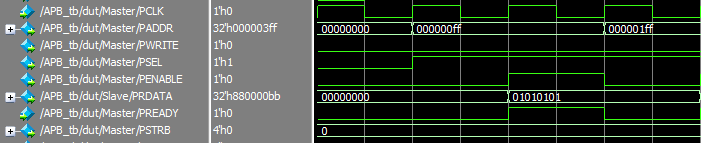 /APB_tb/dut/Master/PCLK 1'h0
/APB_tb/dut/Master/PADDR 32'h000003ff 00000000 000000ff 000001ff
/APB_tb/dut/Master/PWRITE 1'h0
/APB_tb/dut/Master/PSEL 1'h1
/APB_tb/dut/Master/PENABLE 1'h0
/APB_tb/dut/Slave/PRDATA 32'h880000bb 00000000 01010101
/APB_tb/dut/Master/PREADY 1'h0
/APB_tb/dut/Master/PSTRB 4'h0 0